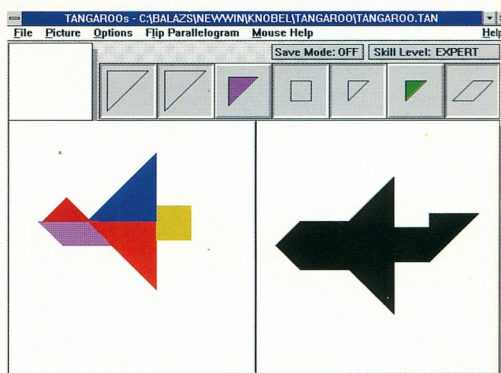 TANGAROOs - C:\BALAZS\NEWWIN\KNOBEL\TANGAROO\TANGAROO.TAN
File Picture Options Flip Parallelogram Mouse Help Help
Save Mode: OFF Skill Level: EXPERT